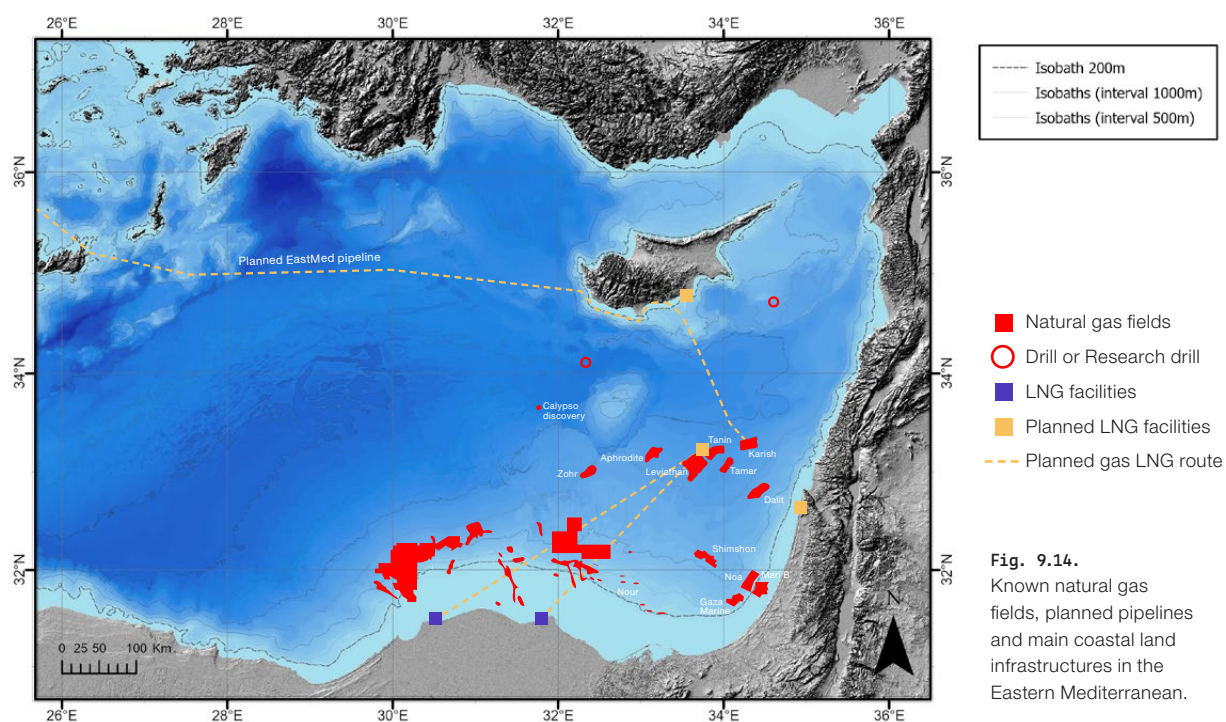 26°E 28°E 30°E 32°E 34°E 36°E
36°N
34°N
32°N
36°N
34°N
32°N
Planned EastMed pipeline
Calypso
discovery
Tanin
Karish
Aphrodite
Leviathan
Tamar
Zohr
Dalit
Shimshon
Noa
Mari B
Nour
Gaza
Marine
N
0 25 50 100 Km
26°E 28°E 30°E 32°E 34°E 36°E
Isobath 200m
Isobaths (interval 1000m)
Isobaths (interval 500m)
Natural gas fields
Drill or Research drill
LNG facilities
Planned LNG facilities
Planned gas LNG route
Fig. 9.14.
Known natural gas
fields, planned pipelines
and main coastal land
infrastructures in the
Eastern Mediterranean.